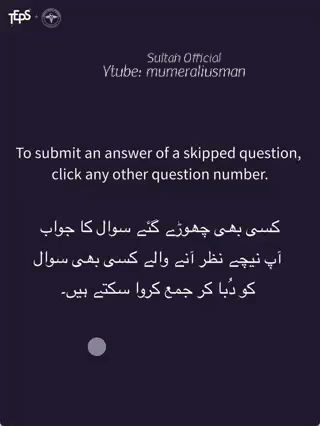 TEPS
Sultan Official
Ytube: mumeraliusman
To submit an answer of a skipped question,
click any other question number.
کسی بھی چھوڑے گئے سوال کا جواب
آپ نیچے نظر آنے والے کسی بھی سوال
کو دُبا کر جمع کروا سکتے ہیں۔